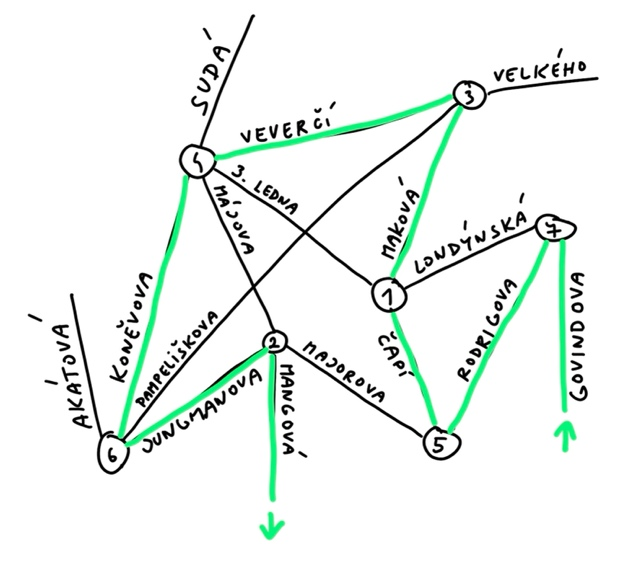 SUDÁ
VELKÉHO
3
VEVERČÍ
4
3. LEDNA
MÁJOVA
MAKOVÁ
LONDÝNSKÁ
7
1
KONĚVOVA
PAMPELIŠKOVA
AKÁTOVÁ
2
MAJOROVA
ČÁPÍ
RODRIGOVA
GOVINDOVA
JUNGMANOVA
MANGOVÁ
6
5